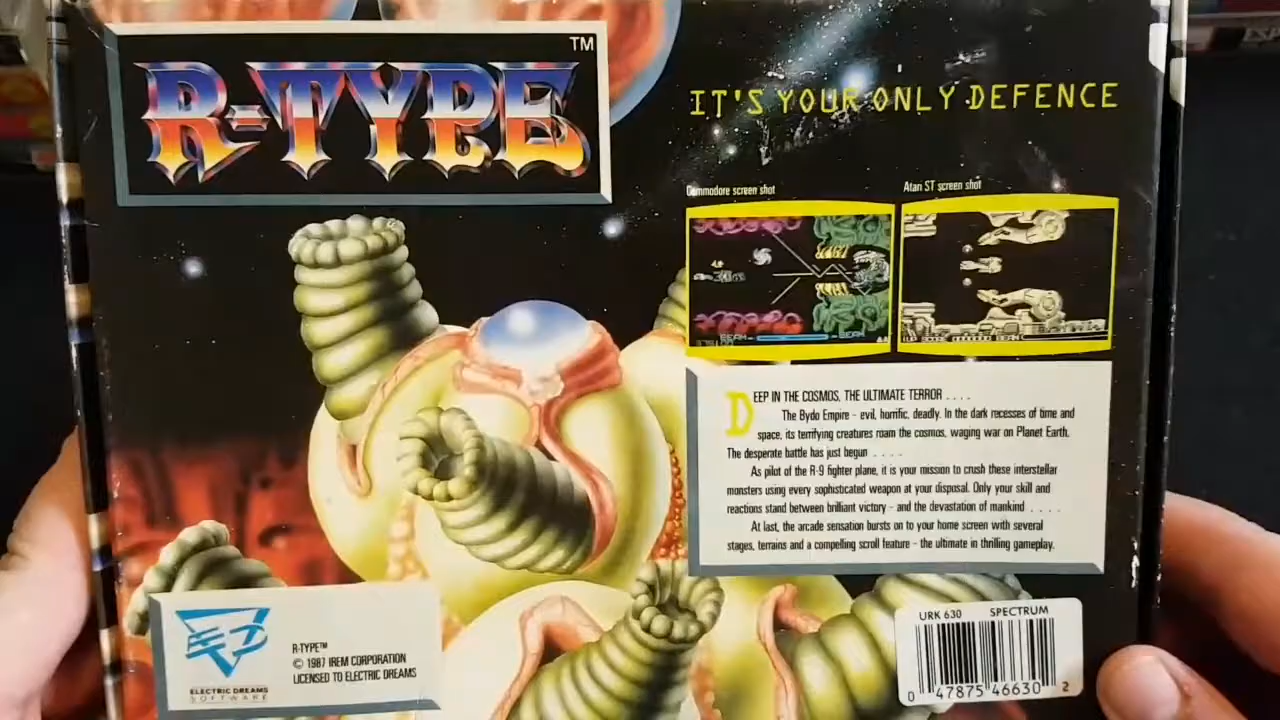 R-TYPE TM
IT'S YOUR ONLY DEFENCE
Commodore screen shot
Atari ST screen shot
BEAM
BEAM
DEEP IN THE COSMOS, THE ULTIMATE TERROR . . . .
The Bydo Empire - evil, horrific, deadly. In the dark recesses of time and
space, its terrifying creatures roam the cosmos, waging war on Planet Earth.
The desperate battle has just begun . . . .
As pilot of the R-9 fighter plane, it is your mission to crush these interstellar
monsters using every sophisticated weapon at your disposal. Only your skill and
reactions stand between brilliant victory - and the devastation of mankind . . . .
At last, the arcade sensation bursts on to your home screen with several
stages, terrains and a compelling scroll feature - the ultimate in thrilling gameplay.
ELECTRIC DREAMS
SOFTWARE
R-TYPE™
© 1987 IREM CORPORATION
LICENSED TO ELECTRIC DREAMS
URK 630 SPECTRUM
0 47875 46630 2